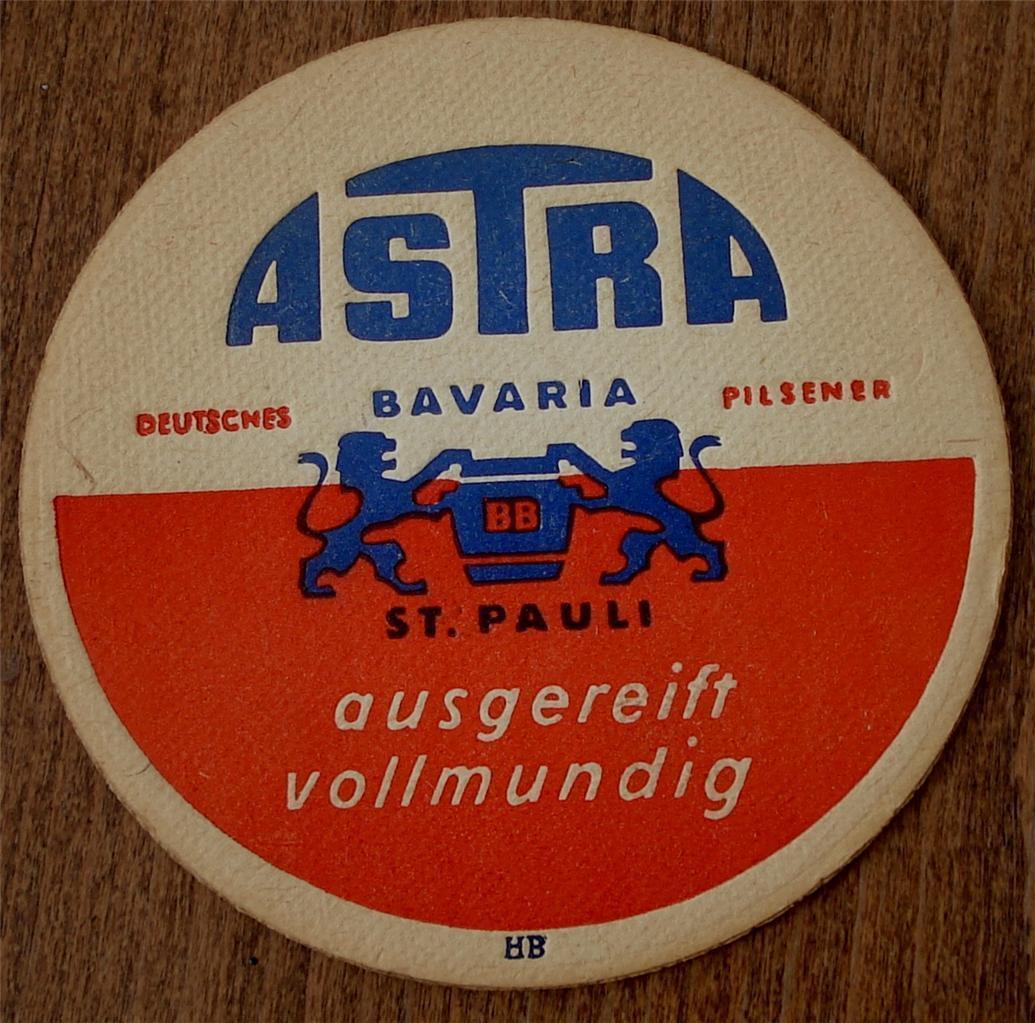 ASTRA
BAVARIA
DEUTSCHES PILSENER
BB
ST. PAULI
ausgereift
vollmundig
HB